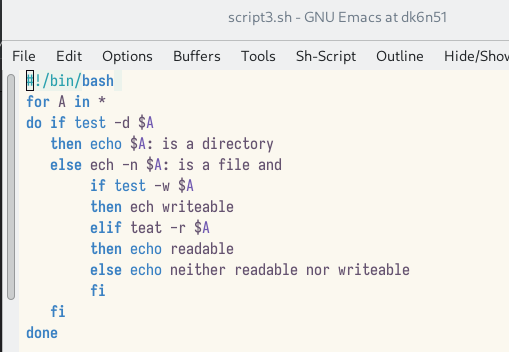 script3.sh - GNU Emacs at dk6n51
File Edit Options Buffers Tools Sh-Script Outline Hide/Show
#!/bin/bash
for A in *
do if test -d $A
then echo $A: is a directory
else ech -n $A: is a file and
if test -w $A
then ech writeable
elif teat -r $A
then echo readable
else echo neither readable nor writeable
fi
fi
done